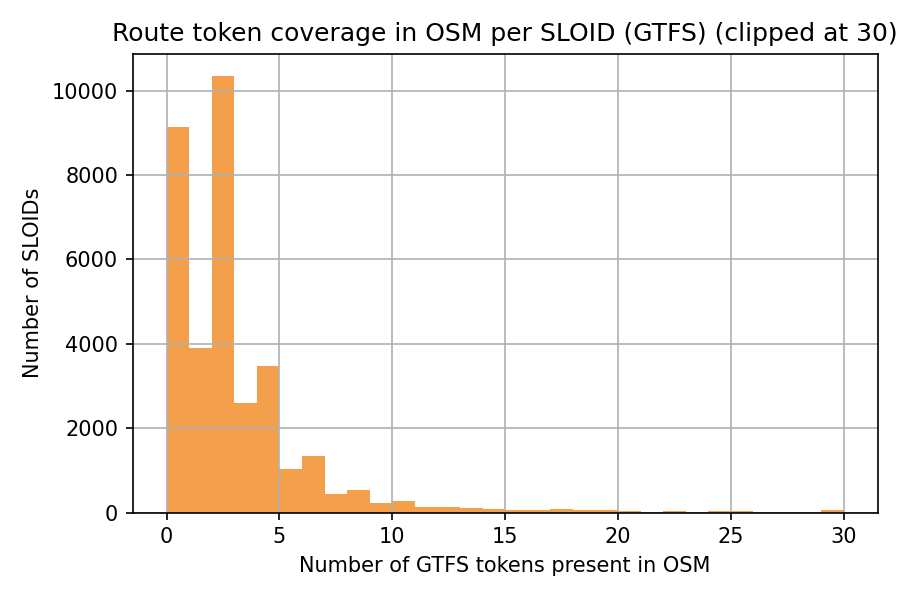 Route token coverage in OSM per SLOID (GTFS) (clipped at 30)
10000
8000
6000
4000
2000
0
Number of SLOIDs
0 5 10 15 20 25 30
Number of GTFS tokens present in OSM